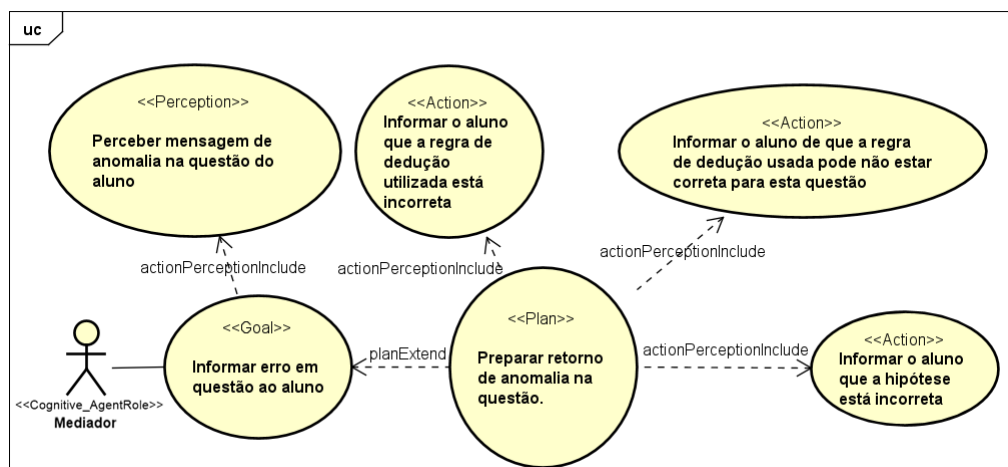 uc
<<Perception>>
Perceber mensagem de
anomalia na questão do
aluno
<<Action>>
Informar o aluno
que a regra de
dedução
utilizada está
incorreta
<<Action>>
Informar o aluno de que a regra
de dedução usada pode não estar
correta para esta questão
actionPerceptionInclude
actionPerceptionInclude
actionPerceptionInclude
<<Goal>>
Informar erro em
questão ao aluno
planExtend
<<Plan>>
Preparar retorno
de anomalia na
questão.
actionPerceptionInclude
<<Action>>
Informar o aluno
que a hipótese
está incorreta
<<Cognitive_AgentRole>>
Mediador